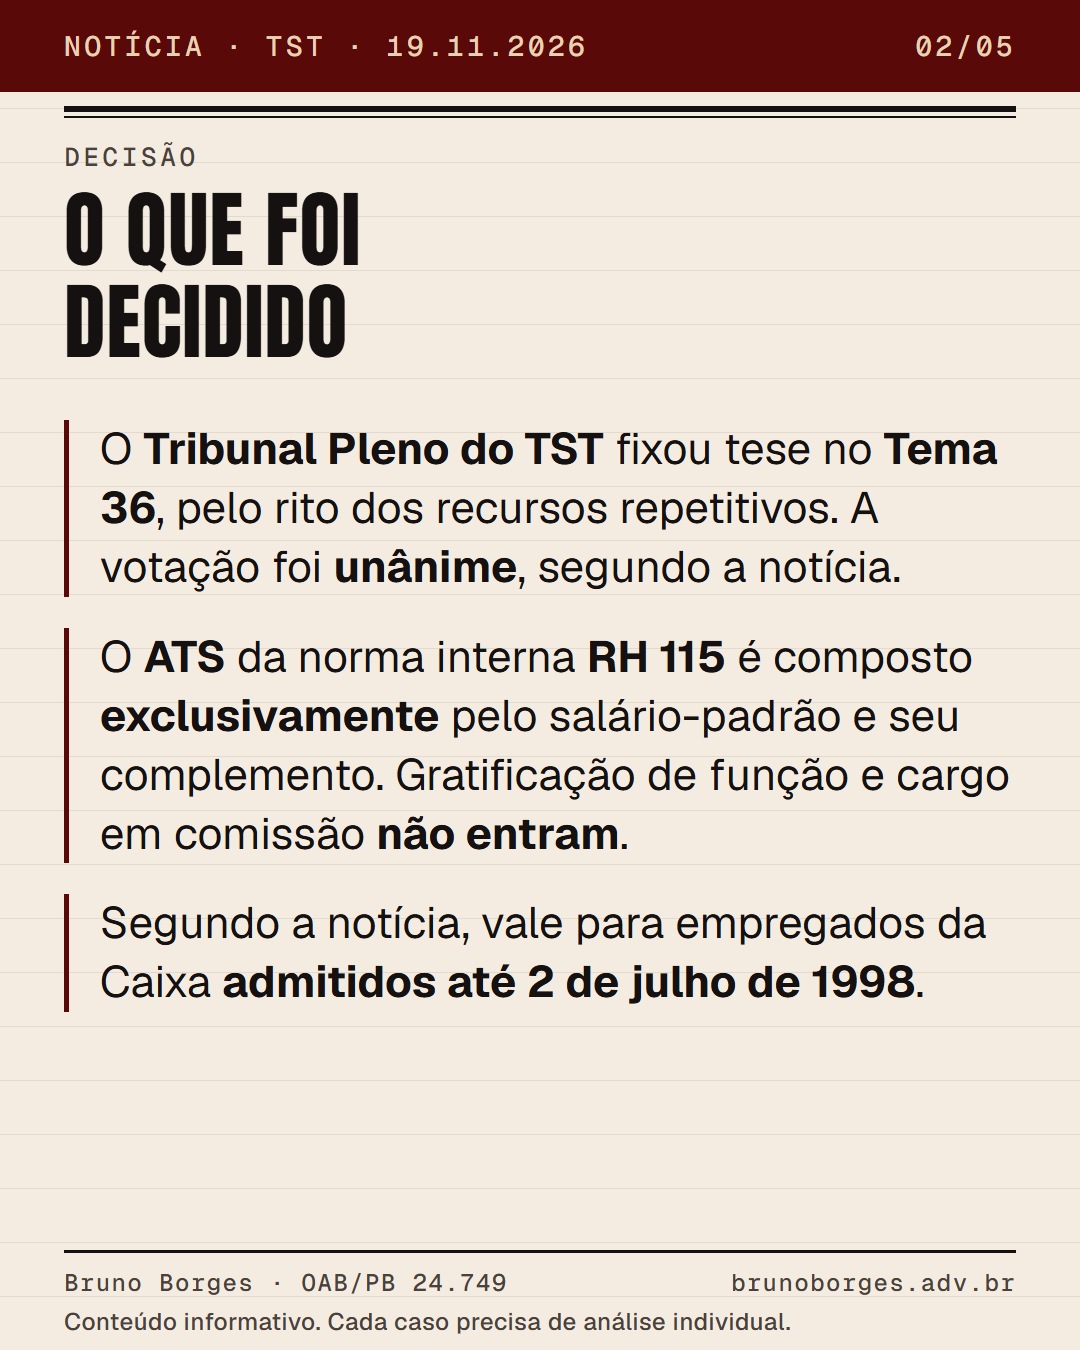 NOTÍCIA · TST · 19.11.2026 02/05
DECISÃO
O QUE FOI
DECIDIDO
O Tribunal Pleno do TST fixou tese no Tema
36, pelo rito dos recursos repetitivos. A
votação foi unânime, segundo a notícia.
O ATS da norma interna RH 115 é composto
exclusivamente pelo salário-padrão e seu
complemento. Gratificação de função e cargo
em comissão não entram.
Segundo a notícia, vale para empregados da
Caixa admitidos até 2 de julho de 1998.
Bruno Borges · OAB/PB 24.749 brunoborges.adv.br
Conteúdo informativo. Cada caso precisa de análise individual.